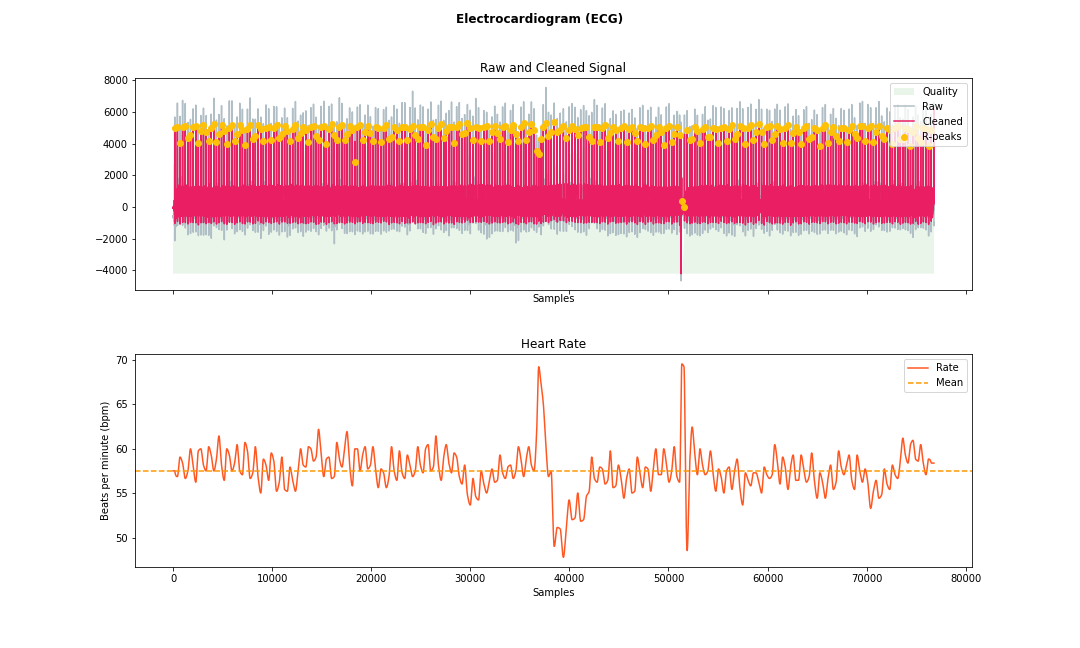 Electrocardiogram (ECG)
Raw and Cleaned Signal
8000
6000
4000
2000
0
−2000
−4000
Quality
Raw
Cleaned
R-peaks
Samples
Heart Rate
70
65
60
55
50
Beats per minute (bpm)
Rate
Mean
0 10000 20000 30000 40000 50000 60000 70000 80000
Samples